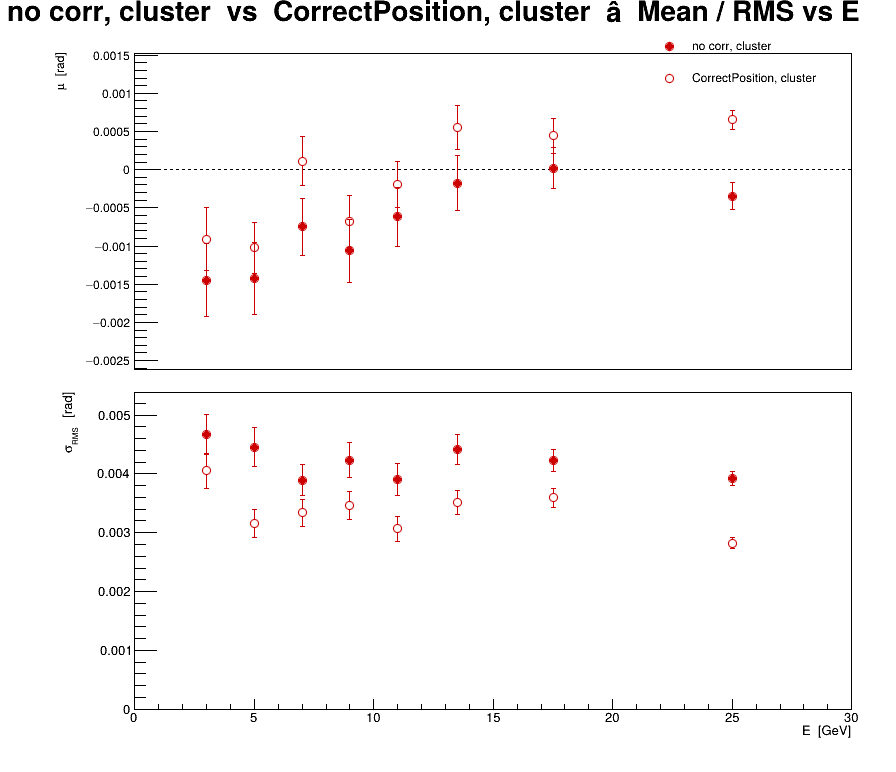 no corr, cluster vs CorrectPosition, cluster â Mean / RMS vs E
no corr, cluster
CorrectPosition, cluster
μ [rad]
0.0015
0.001
0.0005
0
−0.0005
−0.001
−0.0015
−0.002
−0.0025
σRMS [rad]
0.005
0.004
0.003
0.002
0.001
0
0 5 10 15 20 25 30
E [GeV]